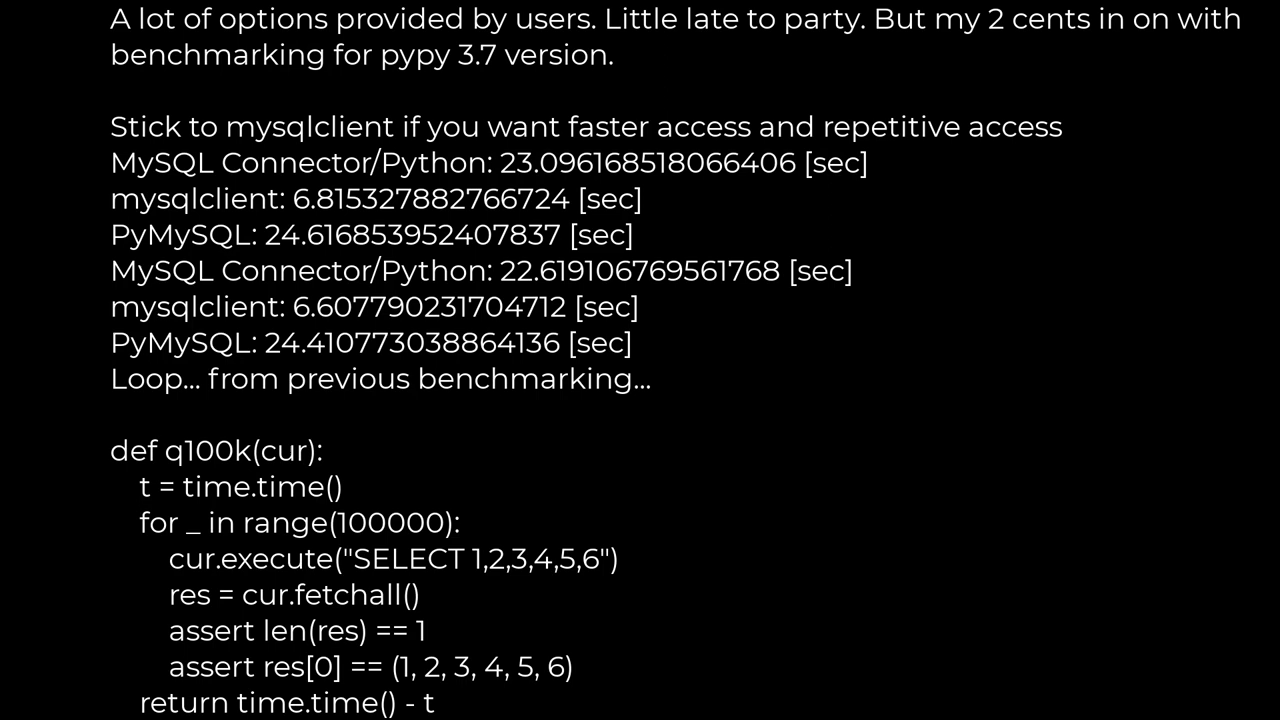 A lot of options provided by users. Little late to party. But my 2 cents in on with
benchmarking for pypy 3.7 version.
Stick to mysqlclient if you want faster access and repetitive access
MySQL Connector/Python: 23.096168518066406 [sec]
mysqlclient: 6.815327882766724 [sec]
PyMySQL: 24.616853952407837 [sec]
MySQL Connector/Python: 22.619106769561768 [sec]
mysqlclient: 6.607790231704712 [sec]
PyMySQL: 24.410773038864136 [sec]
Loop... from previous benchmarking...
def q100k(cur):
    t = time.time()
    for _ in range(100000):
        cur.execute("SELECT 1,2,3,4,5,6")
        res = cur.fetchall()
        assert len(res) == 1
        assert res[0] == (1, 2, 3, 4, 5, 6)
    return time.time() - t